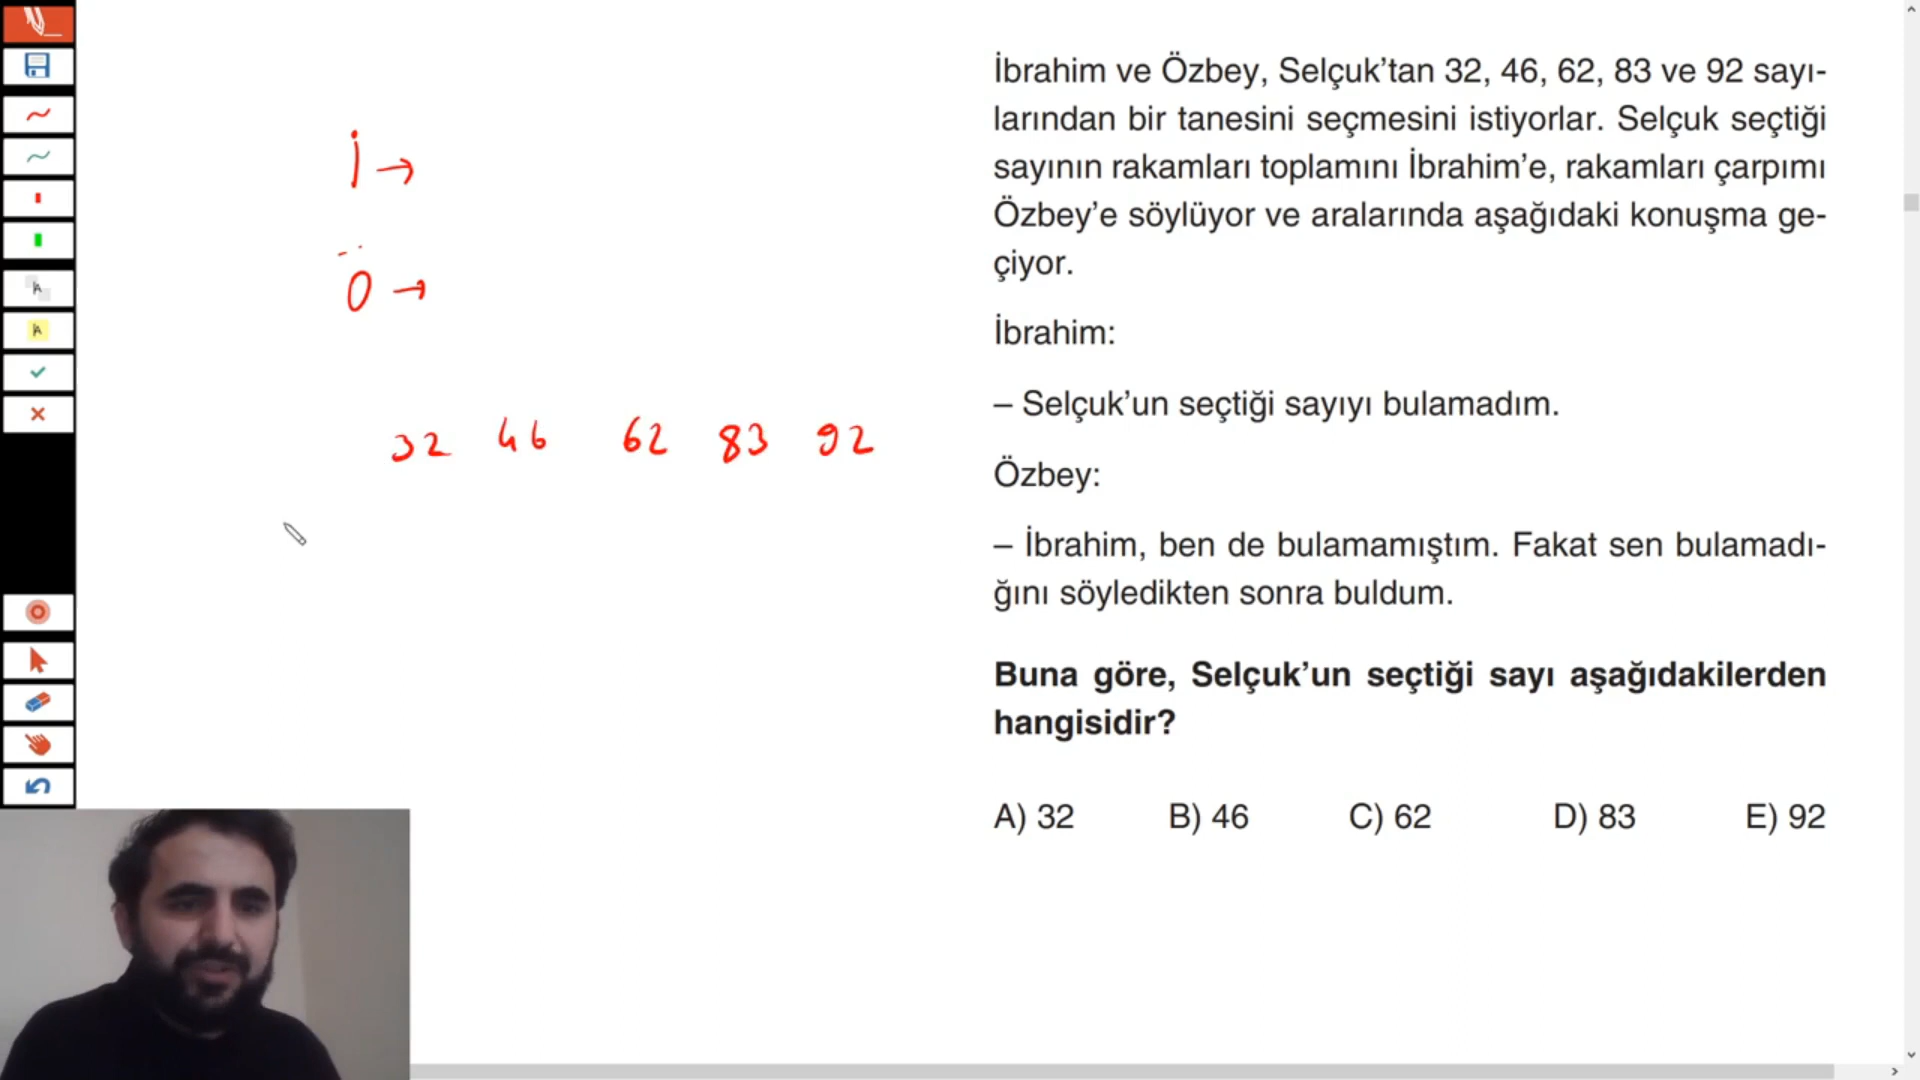 İ →
Ö →
32 46 62 83 92
İbrahim ve Özbey, Selçuk’tan 32, 46, 62, 83 ve 92 sayı-
larından bir tanesini seçmesini istiyorlar. Selçuk seçtiği
sayının rakamları toplamını İbrahim’e, rakamları çarpımı
Özbey’e söylüyor ve aralarında aşağıdaki konuşma ge-
çiyor.
İbrahim:
– Selçuk’un seçtiği sayıyı bulamadım.
Özbey:
– İbrahim, ben de bulamamıştım. Fakat sen bulamadı-
ğını söyledikten sonra buldum.
Buna göre, Selçuk’un seçtiği sayı aşağıdakilerden
hangisidir?
A) 32 B) 46 C) 62 D) 83 E) 92